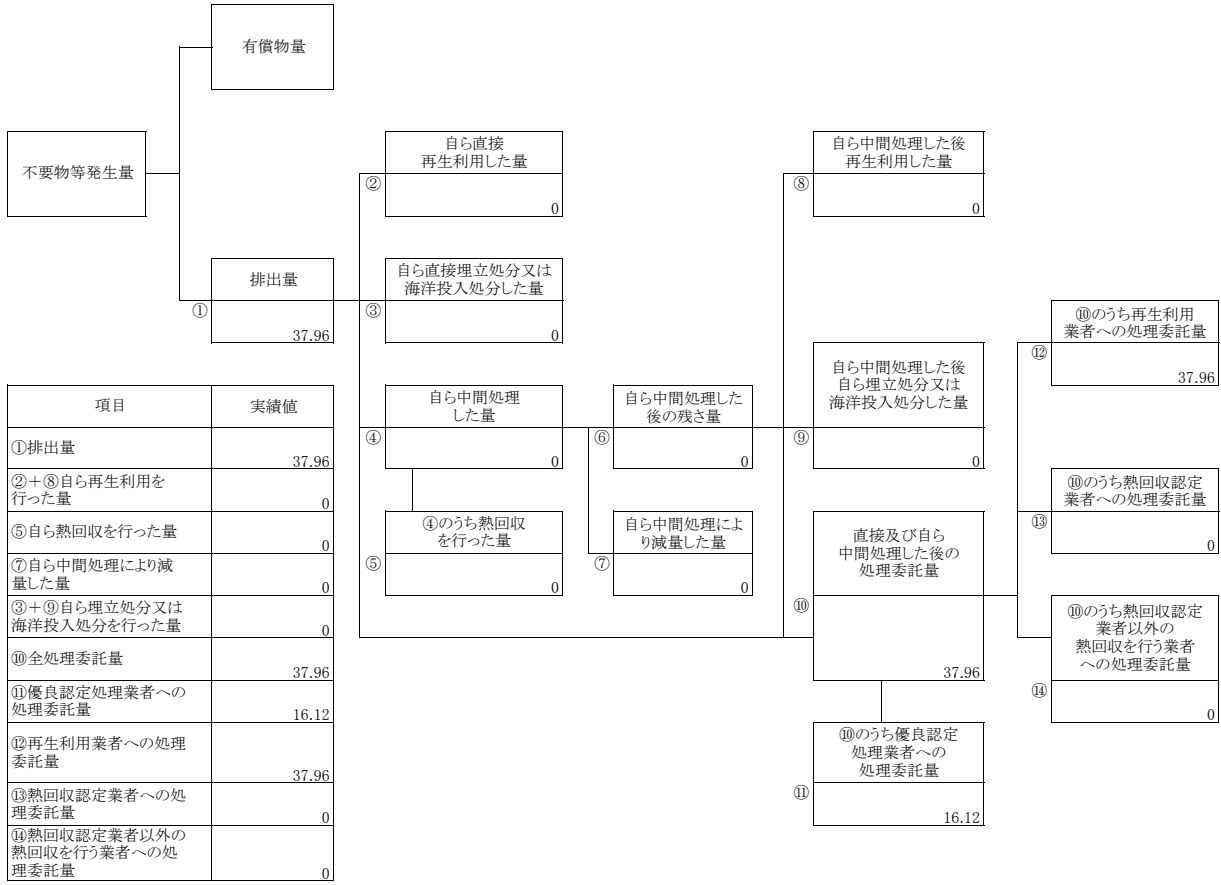 有償物量
不要物等発生量
自ら直接
再生利用した量
②
0
自ら中間処理した後
再生利用した量
⑧
0
排出量
①
37.96
自ら直接埋立処分又は
海洋投入処分した量
③
0
⑩のうち再生利用
業者への処理委託量
⑫
37.96
自ら中間処理した後
自ら埋立処分又は
海洋投入処分した量
⑨
0
自ら中間処理
した量
④
0
自ら中間処理した
後の残さ量
⑥
0
⑩のうち熱回収認定
業者への処理委託量
⑬
0
④のうち熱回収
を行った量
⑤
0
自ら中間処理によ
り減量した量
⑦
0
直接及び自ら
中間処理した後の
処理委託量
⑩
37.96
⑩のうち熱回収認定
業者以外の
熱回収を行う業者
への処理委託量
⑭
0
⑩のうち優良認定
処理業者への
処理委託量
⑪
16.12
項目 実績値
①排出量 37.96
②＋⑧自ら再生利用を
行った量 0
⑤自ら熱回収を行った量 0
⑦自ら中間処理により減
量した量 0
③＋⑨自ら埋立処分又は
海洋投入処分を行った量 0
⑩全処理委託量 37.96
⑪優良認定処理業者への
処理委託量 16.12
⑫再生利用業者への処理
委託量 37.96
⑬熱回収認定業者への処
理委託量 0
⑭熱回収認定業者以外の
熱回収を行う業者への処
理委託量 0